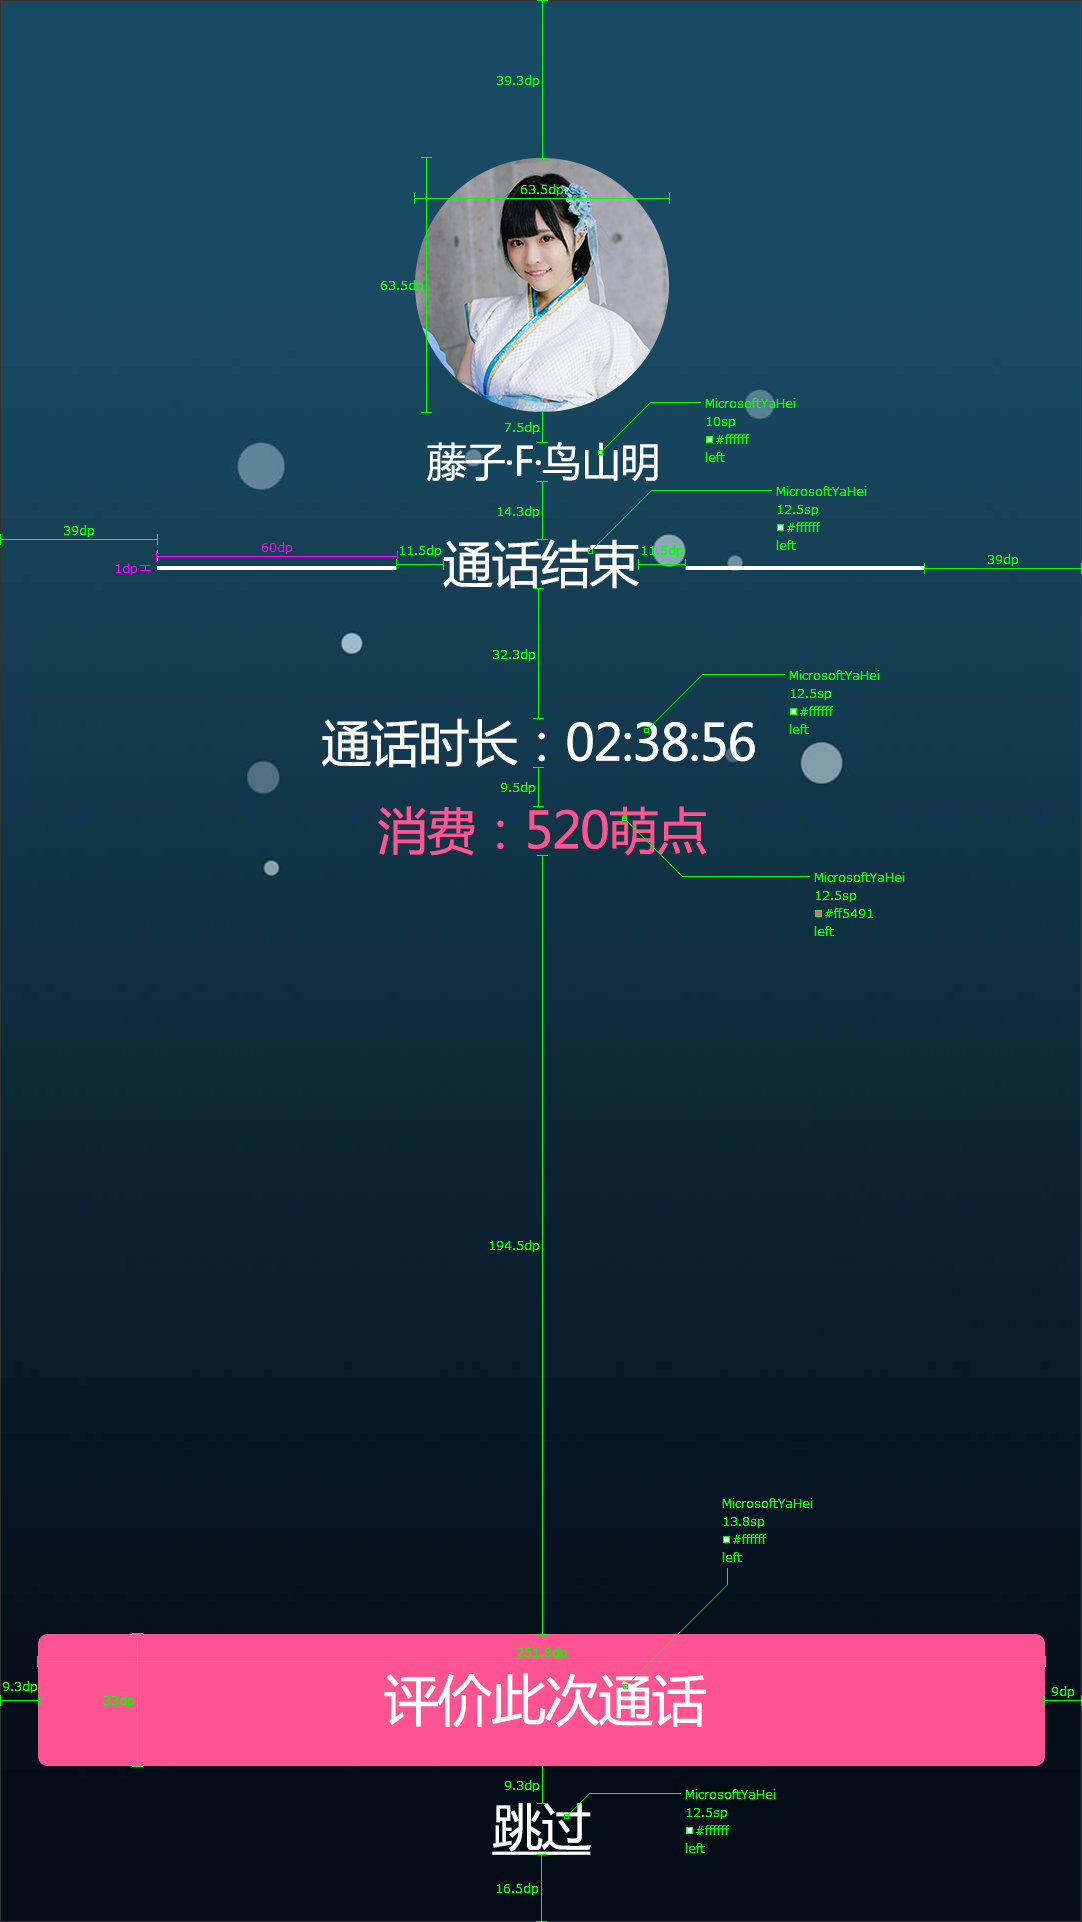 39.3dp
63.5dp
63.5dp
7.5dp
MicrosoftYaHei
10sp
#ffffff
left
藤子·F·鸟山明
14.3dp
MicrosoftYaHei
12.5sp
#ffffff
left
39dp
60dp
1dp
11.5dp
通话结束
11.5dp
39dp
32.3dp
MicrosoftYaHei
12.5sp
#ffffff
left
通话时长：02:38:56
9.5dp
消费：520萌点
MicrosoftYaHei
12.5sp
#ff5491
left
194.5dp
MicrosoftYaHei
13.8sp
#ffffff
left
251.8dp
9.3dp
33dp
评价此次通话
9dp
9.3dp
MicrosoftYaHei
12.5sp
#ffffff
left
跳过
16.5dp